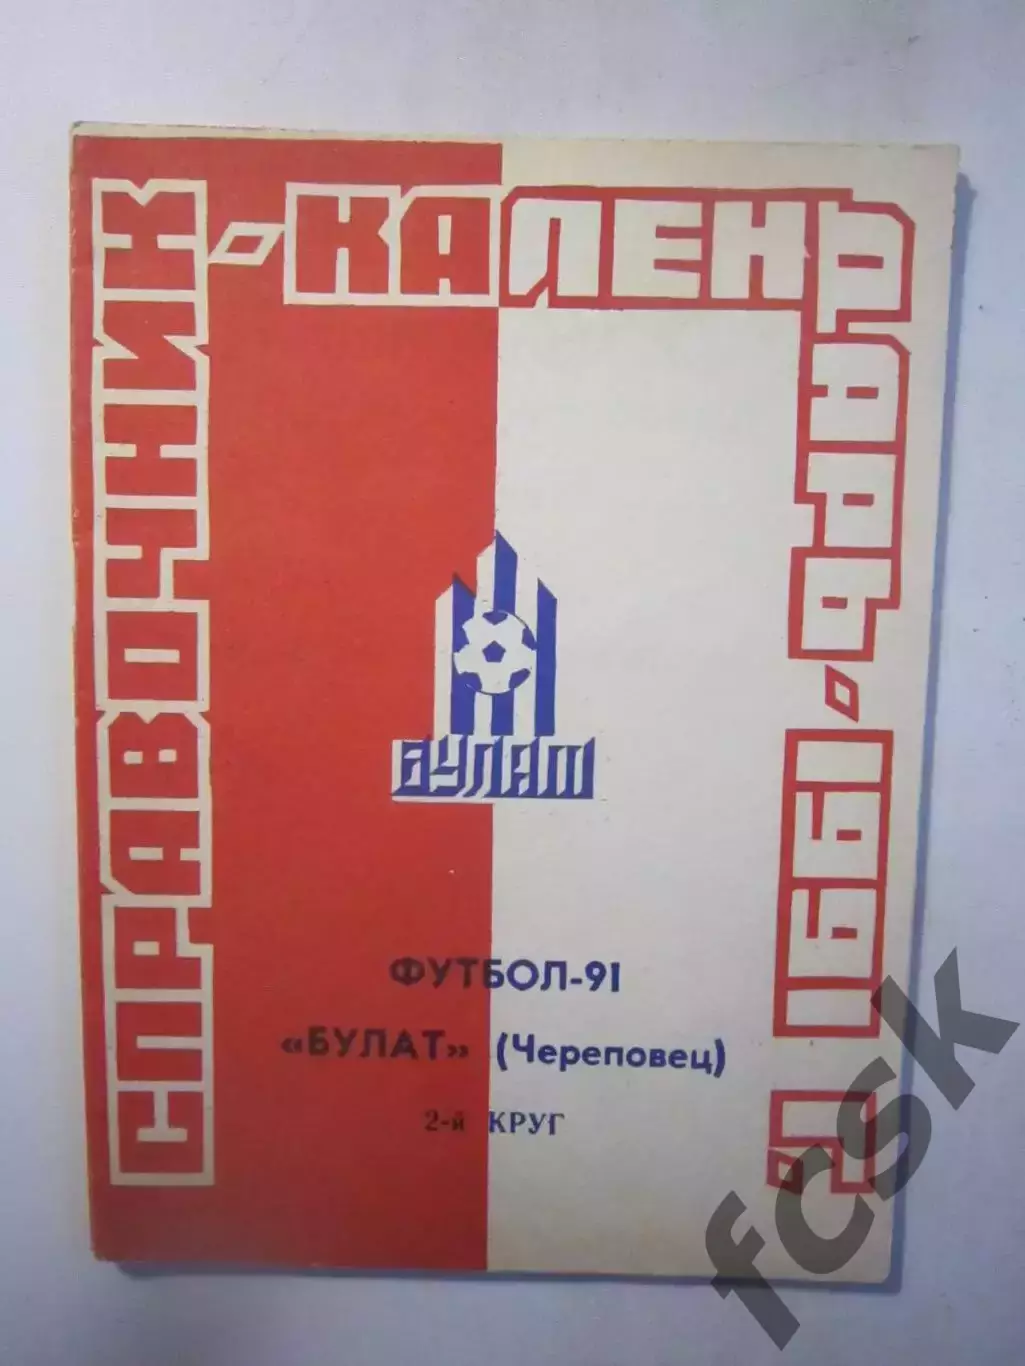 СПРАВОЧНИК-КАЛЕНДАРЬ-1991 г.
БУЛАТ
ФУТБОЛ-91
«БУЛАТ» (Череповец)
2-й КРУГ
fcsk